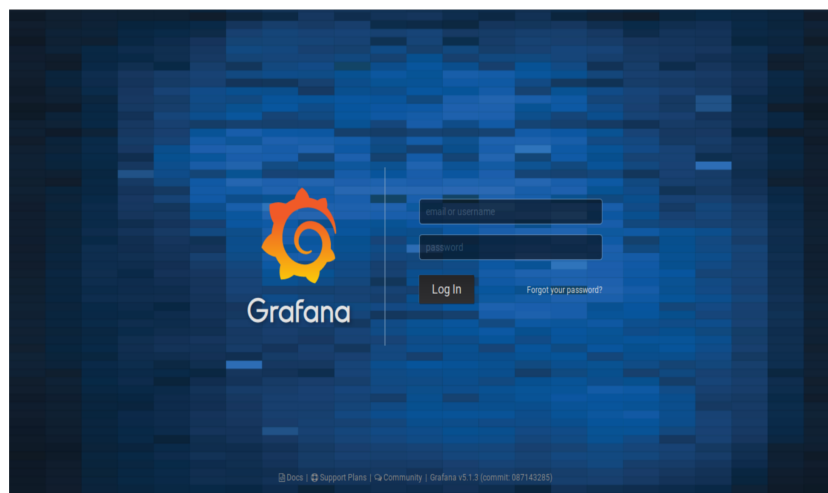 email or username
password
Log In
Forgot your password?
Grafana
Docs | Support Plans | Community | Grafana v5.1.3 (commit: 087143285)